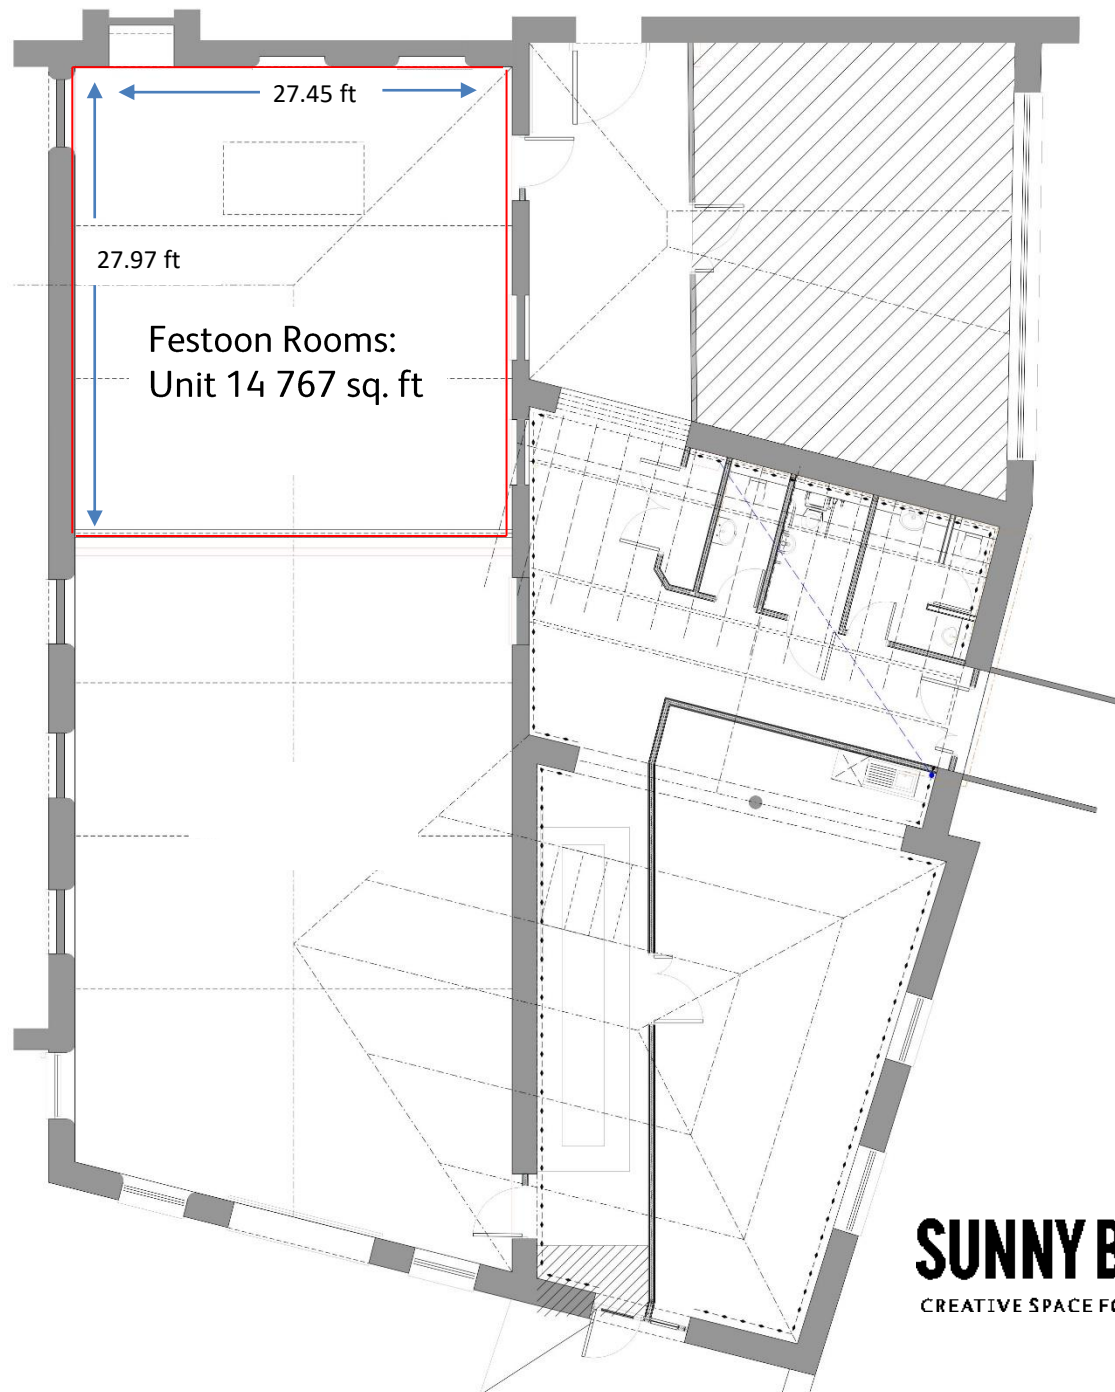 27.45 ft
27.97 ft
Festoon Rooms:
Unit 14 767 sq. ft
SUNNY B
CREATIVE SPACE FO